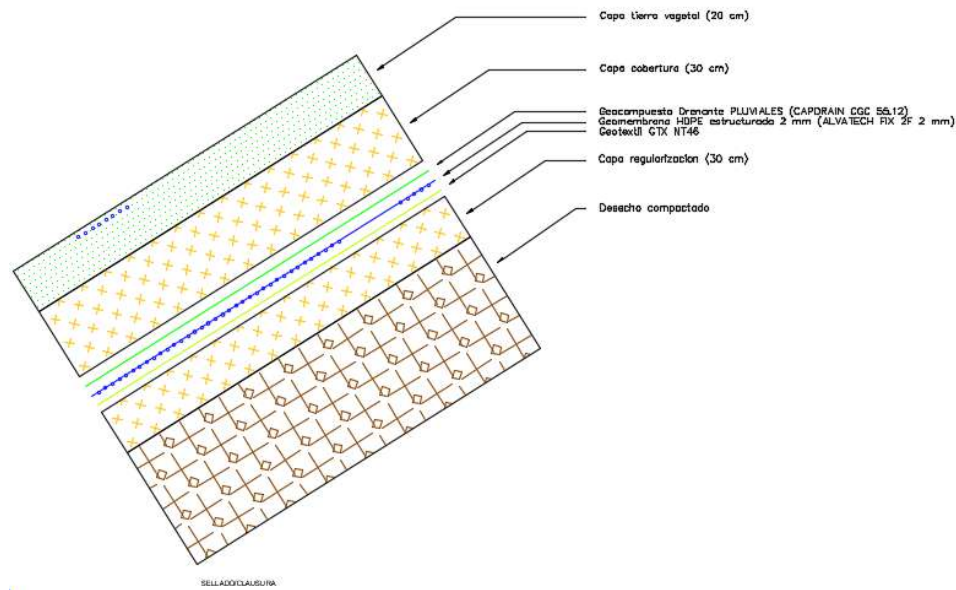 Capa tierra vegetal (20 cm)
Capa cobertura (30 cm)
Geocompuesto Drenante PLUVIALES (CAPDRAIN CGC 55.12)
Geomembrana HDPE estructurada 2 mm (ALVATECH FIX 2F 2 mm)
Geotextil GTX NT46
Capa regularizacion (30 cm)
Desecho compactado
SELLADO/CLAUSURA